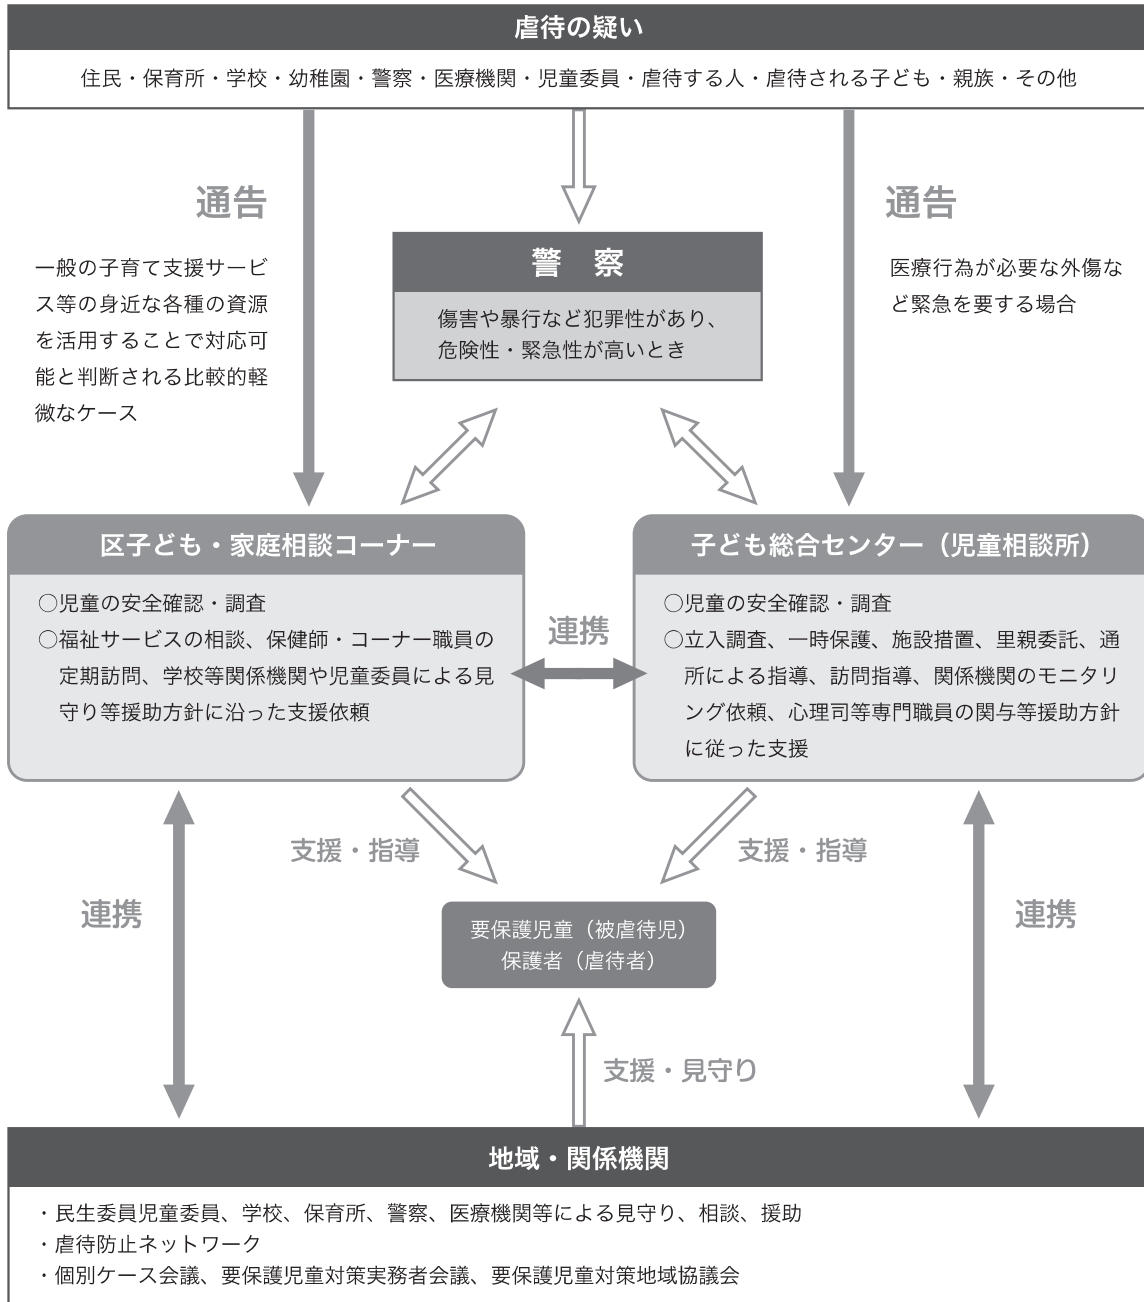 虐待の疑い
住民・保育所・学校・幼稚園・警察・医療機関・児童委員・虐待する人・虐待される子ども・親族・その他
通告
一般の子育て支援サービ
ス等の身近な各種の資源
を活用することで対応可
能と判断される比較的軽
微なケース
警 察
傷害や暴行など犯罪性があり、
危険性・緊急性が高いとき
通告
医療行為が必要な外傷な
ど緊急を要する場合
区子ども・家庭相談コーナー
○児童の安全確認・調査
○福祉サービスの相談、保健師・コーナー職員の
定期訪問、学校等関係機関や児童委員による見
守り等援助方針に沿った支援依頼
連携
子ども総合センター（児童相談所）
○児童の安全確認・調査
○立入調査、一時保護、施設措置、里親委託、通
所による指導、訪問指導、関係機関のモニタリ
ング依頼、心理司等専門職員の関与等援助方針
に従った支援
支援・指導
支援・指導
連携
要保護児童（被虐待児）
保護者（虐待者）
連携
支援・見守り
地域・関係機関
・民生委員児童委員、学校、保育所、警察、医療機関等による見守り、相談、援助
・虐待防止ネットワーク
・個別ケース会議、要保護児童対策実務者会議、要保護児童対策地域協議会